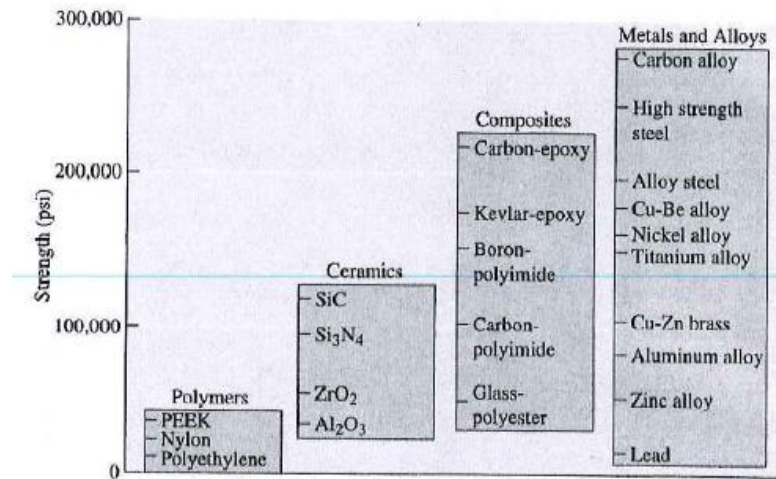 300,000
200,000
100,000
0
Strength (psi)
Polymers
PEEK
Nylon
Polyethylene
Ceramics
SiC
Si₃N₄
ZrO₂
Al₂O₃
Composites
Carbon-epoxy
Kevlar-epoxy
Boron-
polyimide
Carbon-
polyimide
Glass-
polyester
Metals and Alloys
Carbon alloy
High strength
steel
Alloy steel
Cu-Be alloy
Nickel alloy
Titanium alloy
Cu-Zn brass
Aluminum alloy
Zinc alloy
Lead